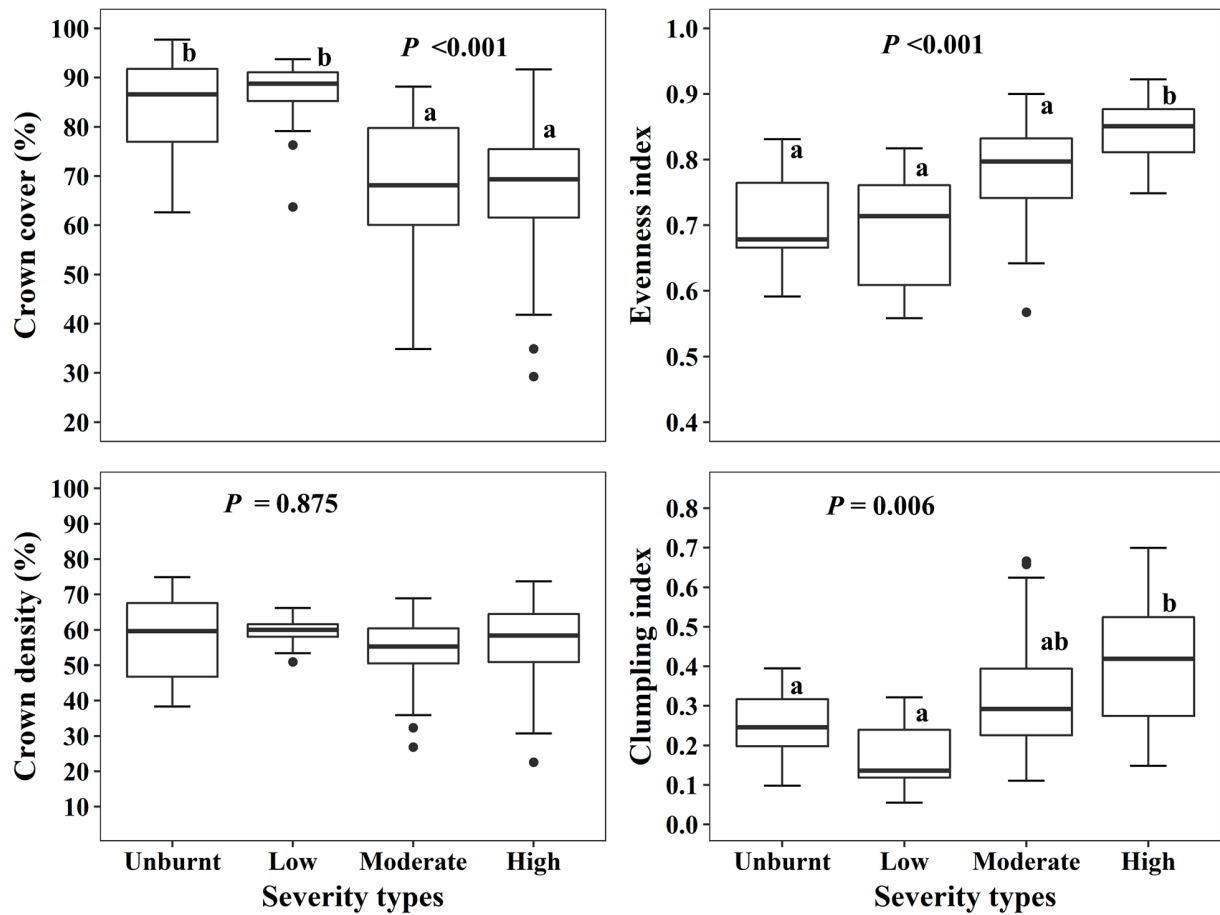 Crown cover (%)
100
90
80
70
60
50
40
30
20
b
b
P <0.001
a
a
Evenness index
1.0
0.9
0.8
0.7
0.6
0.5
0.4
P <0.001
a
a
a
b
Crown density (%)
100
90
80
70
60
50
40
30
20
10
P = 0.875
Unburnt Low Moderate High
Severity types
Clumpling index
0.8
0.7
0.6
0.5
0.4
0.3
0.2
0.1
0.0
P = 0.006
a
a
ab
b
Unburnt Low Moderate High
Severity types